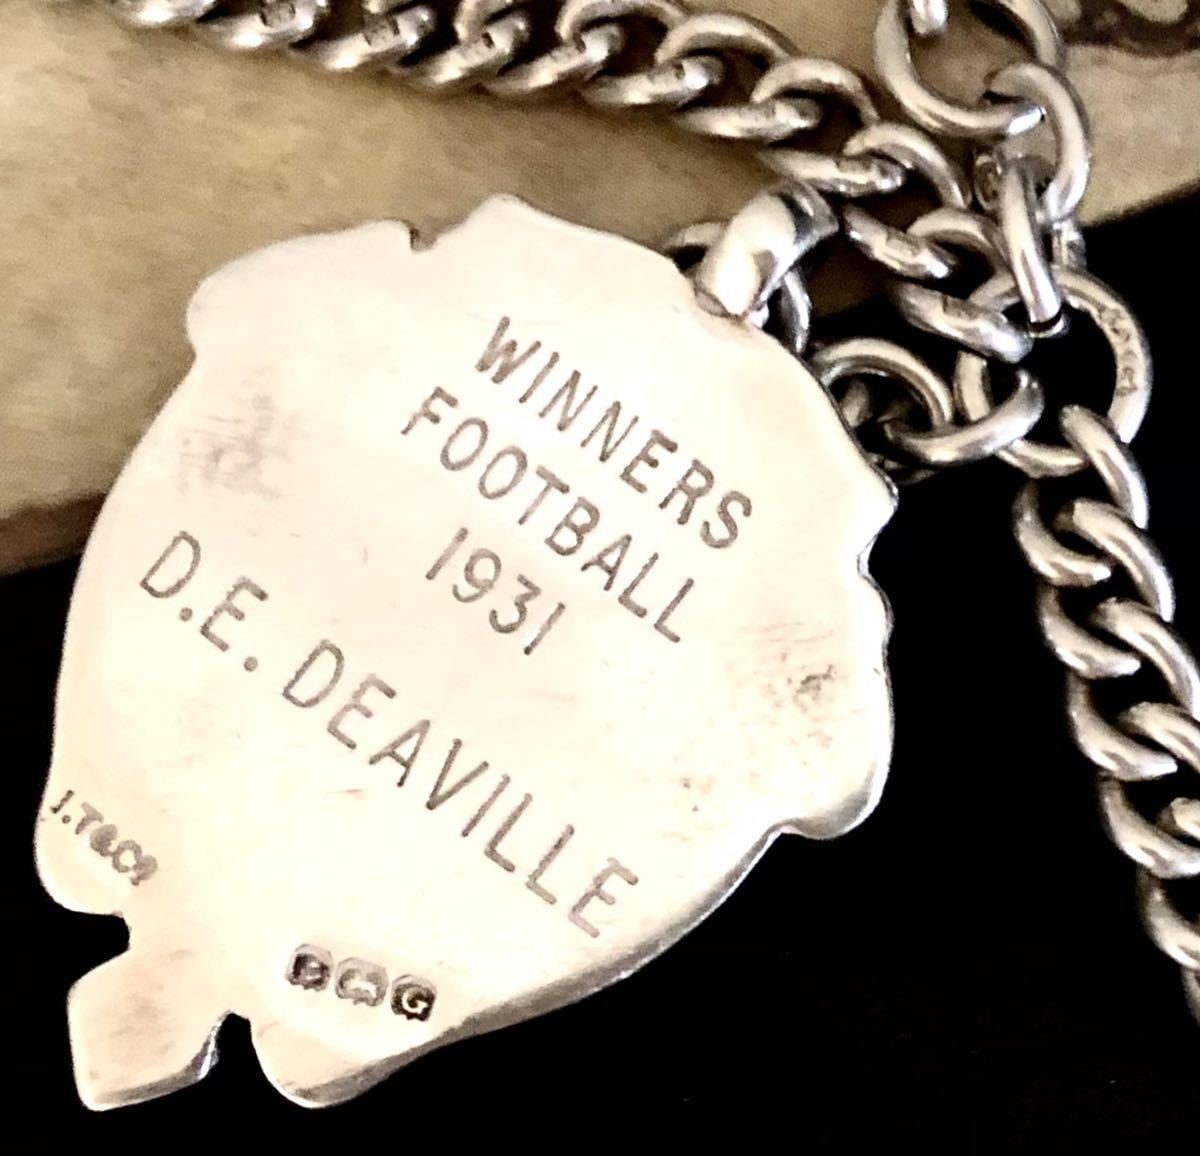 WINNERS
FOOTBALL
1931
D.E. DEAVILLE
J.T&Co
G